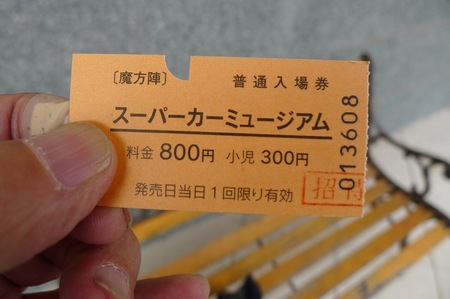 〔魔方陣〕 普通入場券
スーパーカーミュージアム
料金 800円 小児 300円
発売日当日1回限り有効
013608
招待